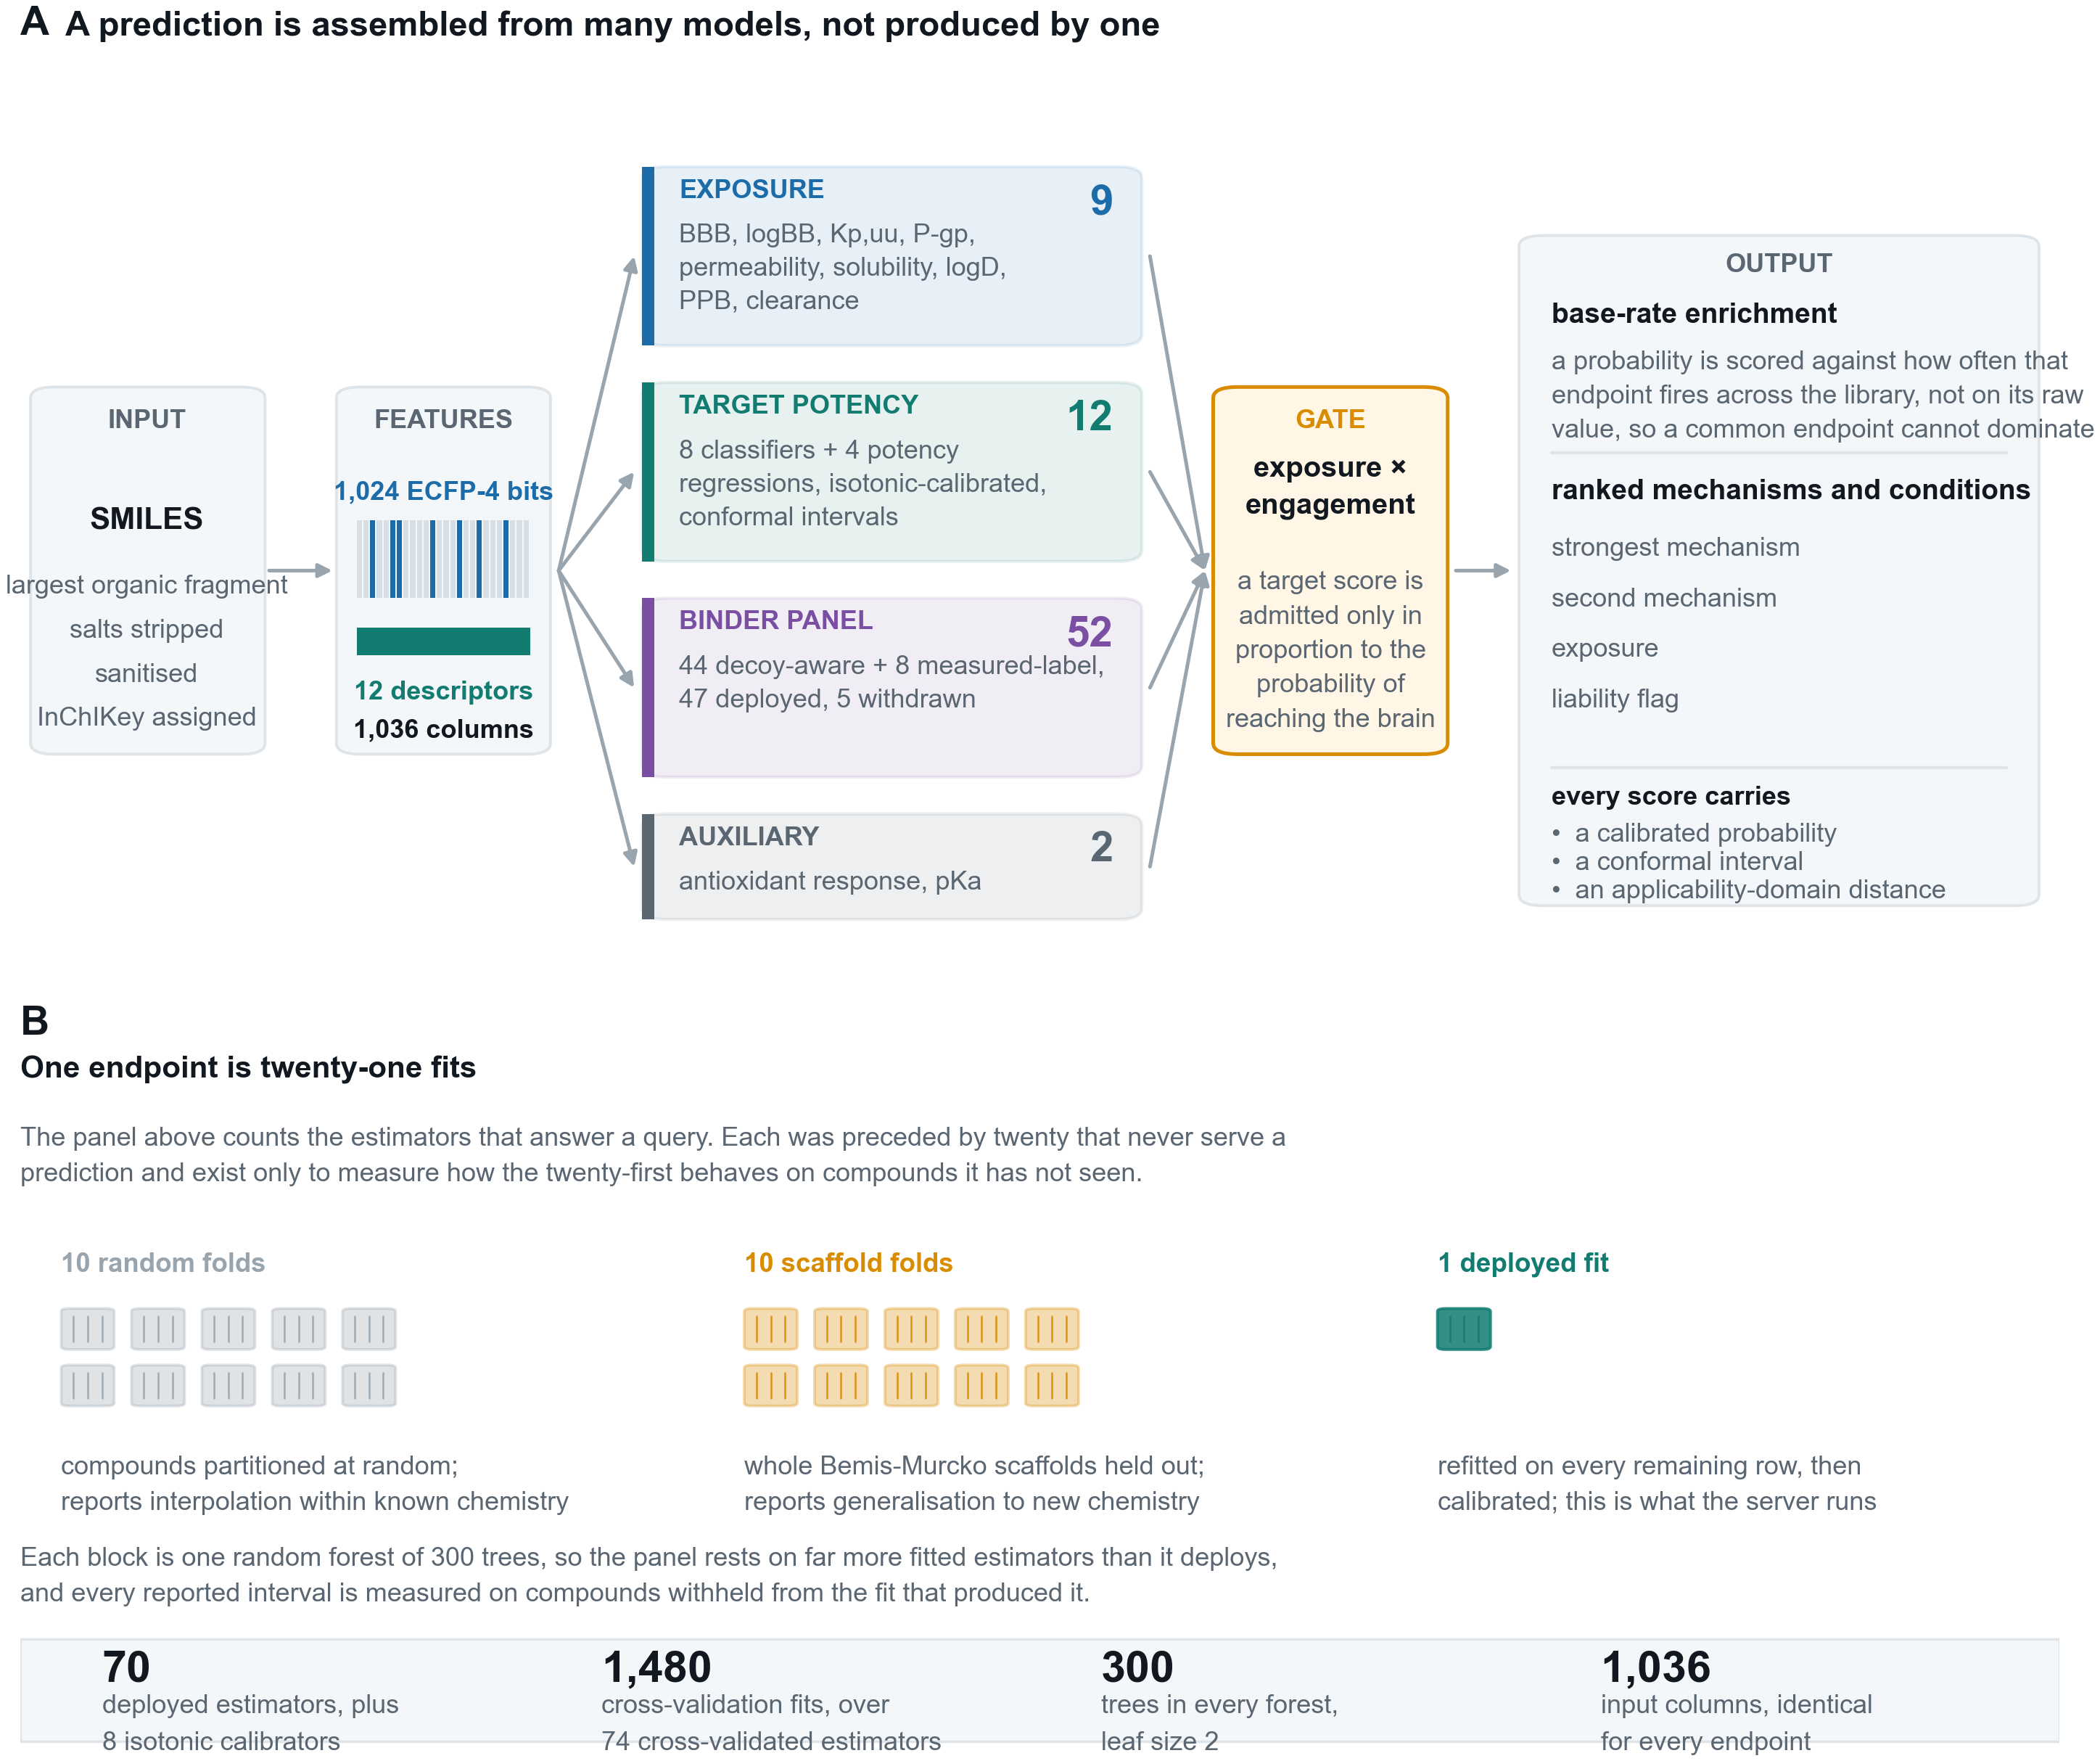 A A prediction is assembled from many models, not produced by one
INPUT
SMILES
largest organic fragment
salts stripped
sanitised
InChIKey assigned
FEATURES
1,024 ECFP-4 bits
12 descriptors
1,036 columns
EXPOSURE
9
BBB, logBB, Kp,uu, P-gp,
permeability, solubility, logD,
PPB, clearance
TARGET POTENCY
12
8 classifiers + 4 potency
regressions, isotonic-calibrated,
conformal intervals
BINDER PANEL
52
44 decoy-aware + 8 measured-label,
47 deployed, 5 withdrawn
AUXILIARY
2
antioxidant response, pKa
GATE
exposure ×
engagement
a target score is
admitted only in
proportion to the
probability of
reaching the brain
OUTPUT
base-rate enrichment
a probability is scored against how often that
endpoint fires across the library, not on its raw
value, so a common endpoint cannot dominate
ranked mechanisms and conditions
strongest mechanism
second mechanism
exposure
liability flag
every score carries
• a calibrated probability
• a conformal interval
• an applicability-domain distance
B
One endpoint is twenty-one fits
The panel above counts the estimators that answer a query. Each was preceded by twenty that never serve a
prediction and exist only to measure how the twenty-first behaves on compounds it has not seen.
10 random folds
compounds partitioned at random;
reports interpolation within known chemistry
10 scaffold folds
whole Bemis-Murcko scaffolds held out;
reports generalisation to new chemistry
1 deployed fit
refitted on every remaining row, then
calibrated; this is what the server runs
Each block is one random forest of 300 trees, so the panel rests on far more fitted estimators than it deploys,
and every reported interval is measured on compounds withheld from the fit that produced it.
70
deployed estimators, plus
8 isotonic calibrators
1,480
cross-validation fits, over
74 cross-validated estimators
300
trees in every forest,
leaf size 2
1,036
input columns, identical
for every endpoint